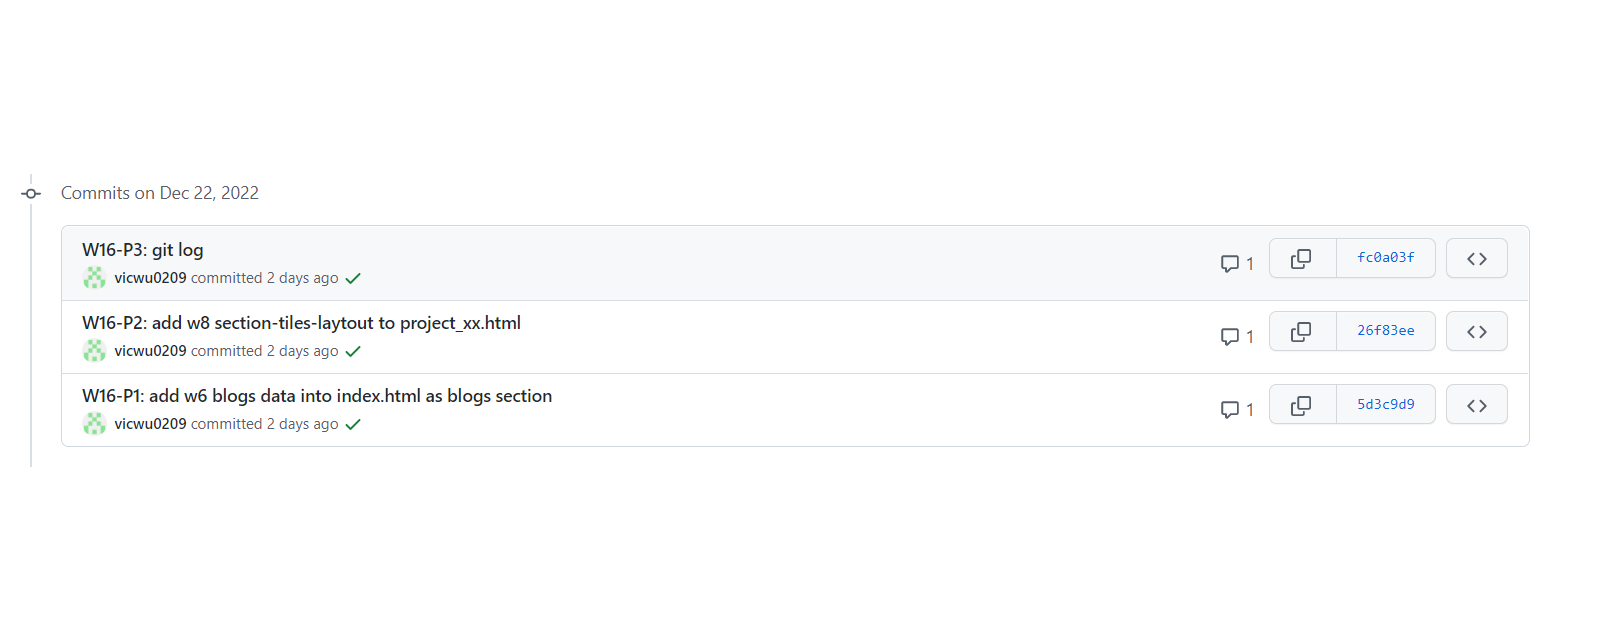 Commits on Dec 22, 2022
W16-P3: git log
vicwu0209 committed 2 days ago
1
fc0a03f
W16-P2: add w8 section-tiles-laytout to project_xx.html
vicwu0209 committed 2 days ago
1
26f83ee
W16-P1: add w6 blogs data into index.html as blogs section
vicwu0209 committed 2 days ago
1
5d3c9d9